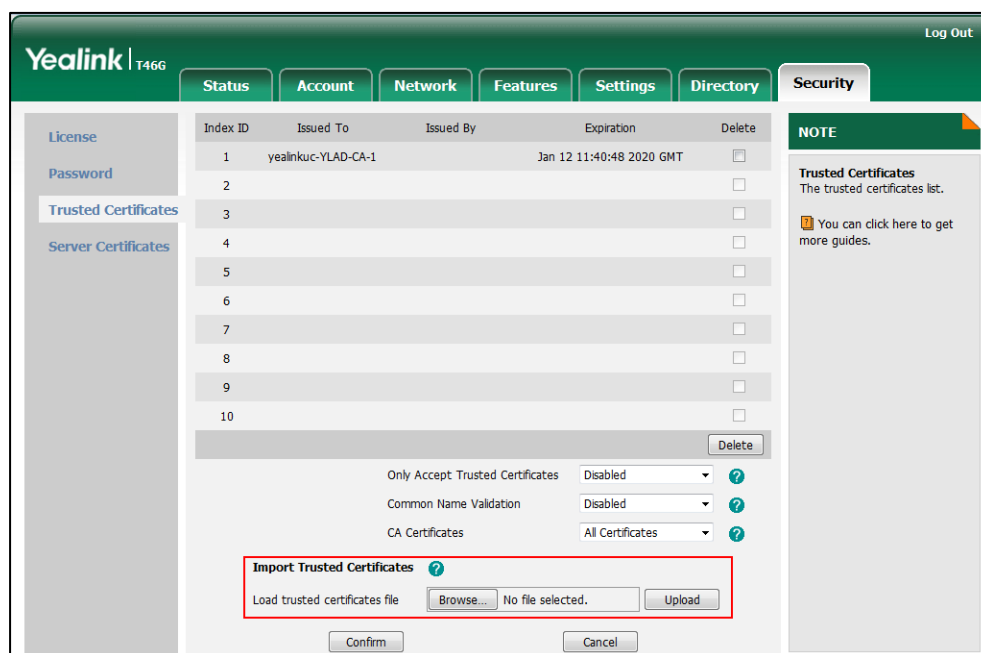 Log Out
Yealink | T46G
Status Account Network Features Settings Directory Security
License
Password
Trusted Certificates
Server Certificates
Index ID Issued To Issued By Expiration Delete
1 yealinkuc-YLAD-CA-1 Jan 12 11:40:48 2020 GMT
2
3
4
5
6
7
8
9
10
Delete
Only Accept Trusted Certificates Disabled ?
Common Name Validation Disabled ?
CA Certificates All Certificates ?
Import Trusted Certificates ?
Load trusted certificates file Browse... No file selected. Upload
Confirm Cancel
NOTE
Trusted Certificates
The trusted certificates list.
? You can click here to get
more guides.